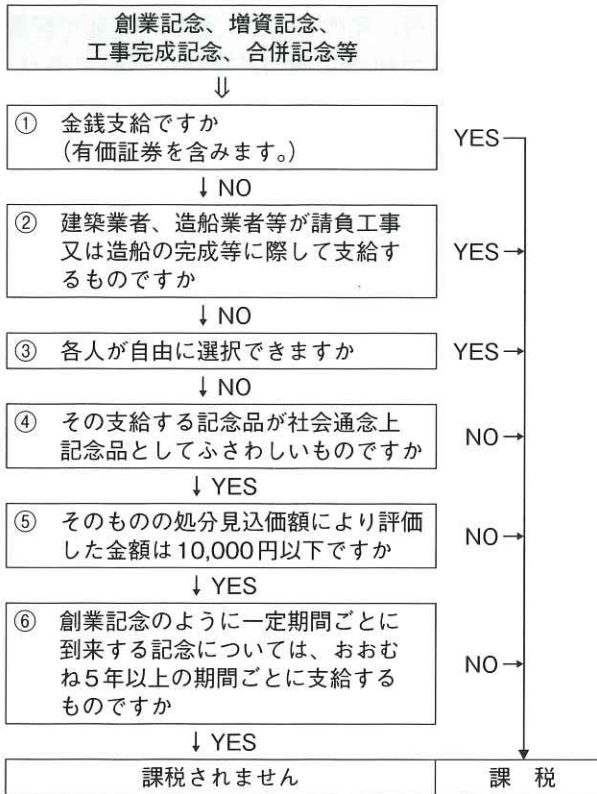 創業記念、増資記念、
工事完成記念、合併記念等
⇓
① 金銭支給ですか
(有価証券を含みます。)
YES
↓ NO
② 建築業者、造船業者等が請負工事
又は造船の完成等に際して支給す
るものですか
YES→
↓ NO
③ 各人が自由に選択できますか
YES→
↓ NO
④ その支給する記念品が社会通念上
記念品としてふさわしいものですか
NO→
↓ YES
⑤ そのものの処分見込価額により評価
した金額は10,000円以下ですか
NO→
↓ YES
⑥ 創業記念のように一定期間ごとに
到来する記念については、おおむ
ね5年以上の期間ごとに支給する
ものですか
NO→
↓ YES
課税されません
課 税